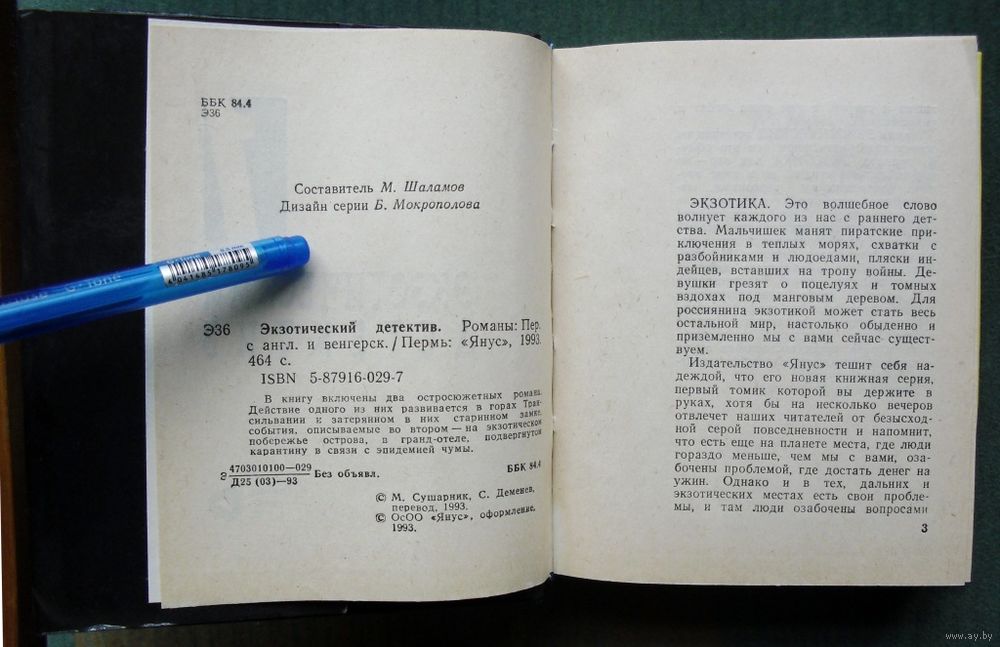 ББК 84.4
Э36
Составитель М. Шаламов
Дизайн серии Б. Мокрополова
4 041485 178095
Э36 Экзотический детектив. Романы: Пер.
с англ. и венгерск. / Пермь: «Янус», 1993.
464 с.
ISBN 5-87916-029-7
В книгу включены два остросюжетных романа.
Действие одного из них развивается в горах Тран-
сильвании и затерянном в них старинном замке,
события, описываемые во втором — на экзотическом
побережье острова, в гранд-отеле, подвергнутом
карантину в связи с эпидемией чумы.
Э 4703010100—029
Д25 (03)—93 Без объявл.
ББК 84.4
© М. Сушарник, С. Деменев,
перевод, 1993.
© ОсОО «Янус», оформление,
1993.
ЭКЗОТИКА. Это волшебное слово
волнует каждого из нас с раннего дет-
ства. Мальчишек манят пиратские при-
ключения в теплых морях, схватки с
разбойниками и людоедами, пляски ин-
дейцев, вставших на тропу войны. Де-
вушки грезят о поцелуях и томных
вздохах под манговым деревом. Для
россиянина экзотикой может стать весь
остальной мир, настолько обыденно и
приземленно мы с вами сейчас сущест-
вуем.
Издательство «Янус» тешит себя на-
деждой, что его новая книжная серия,
первый томик которой вы держите в
руках, хотя бы на несколько вечеров
отвлечет наших читателей от безысход-
ной серой повседневности и напомнит,
что есть еще на планете места, где люди
гораздо меньше, чем мы с вами, оза-
бочены проблемой, где достать денег на
ужин. Однако и в тех, дальних и
экзотических местах есть свои пробле-
мы, и там люди озабочены вопросами
3
www.ay.by